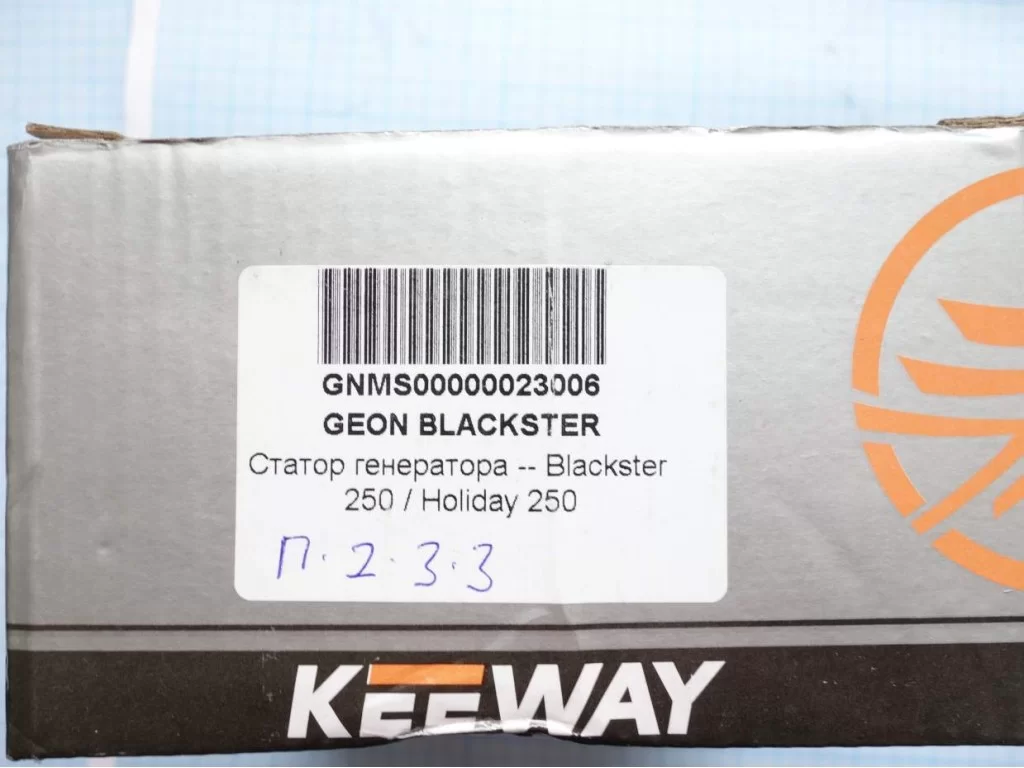 GNMS00000023006
GEON BLACKSTER
Статор генератора -- Blackster
250 / Holiday 250
П. 2. 3. 3
KEEWAY